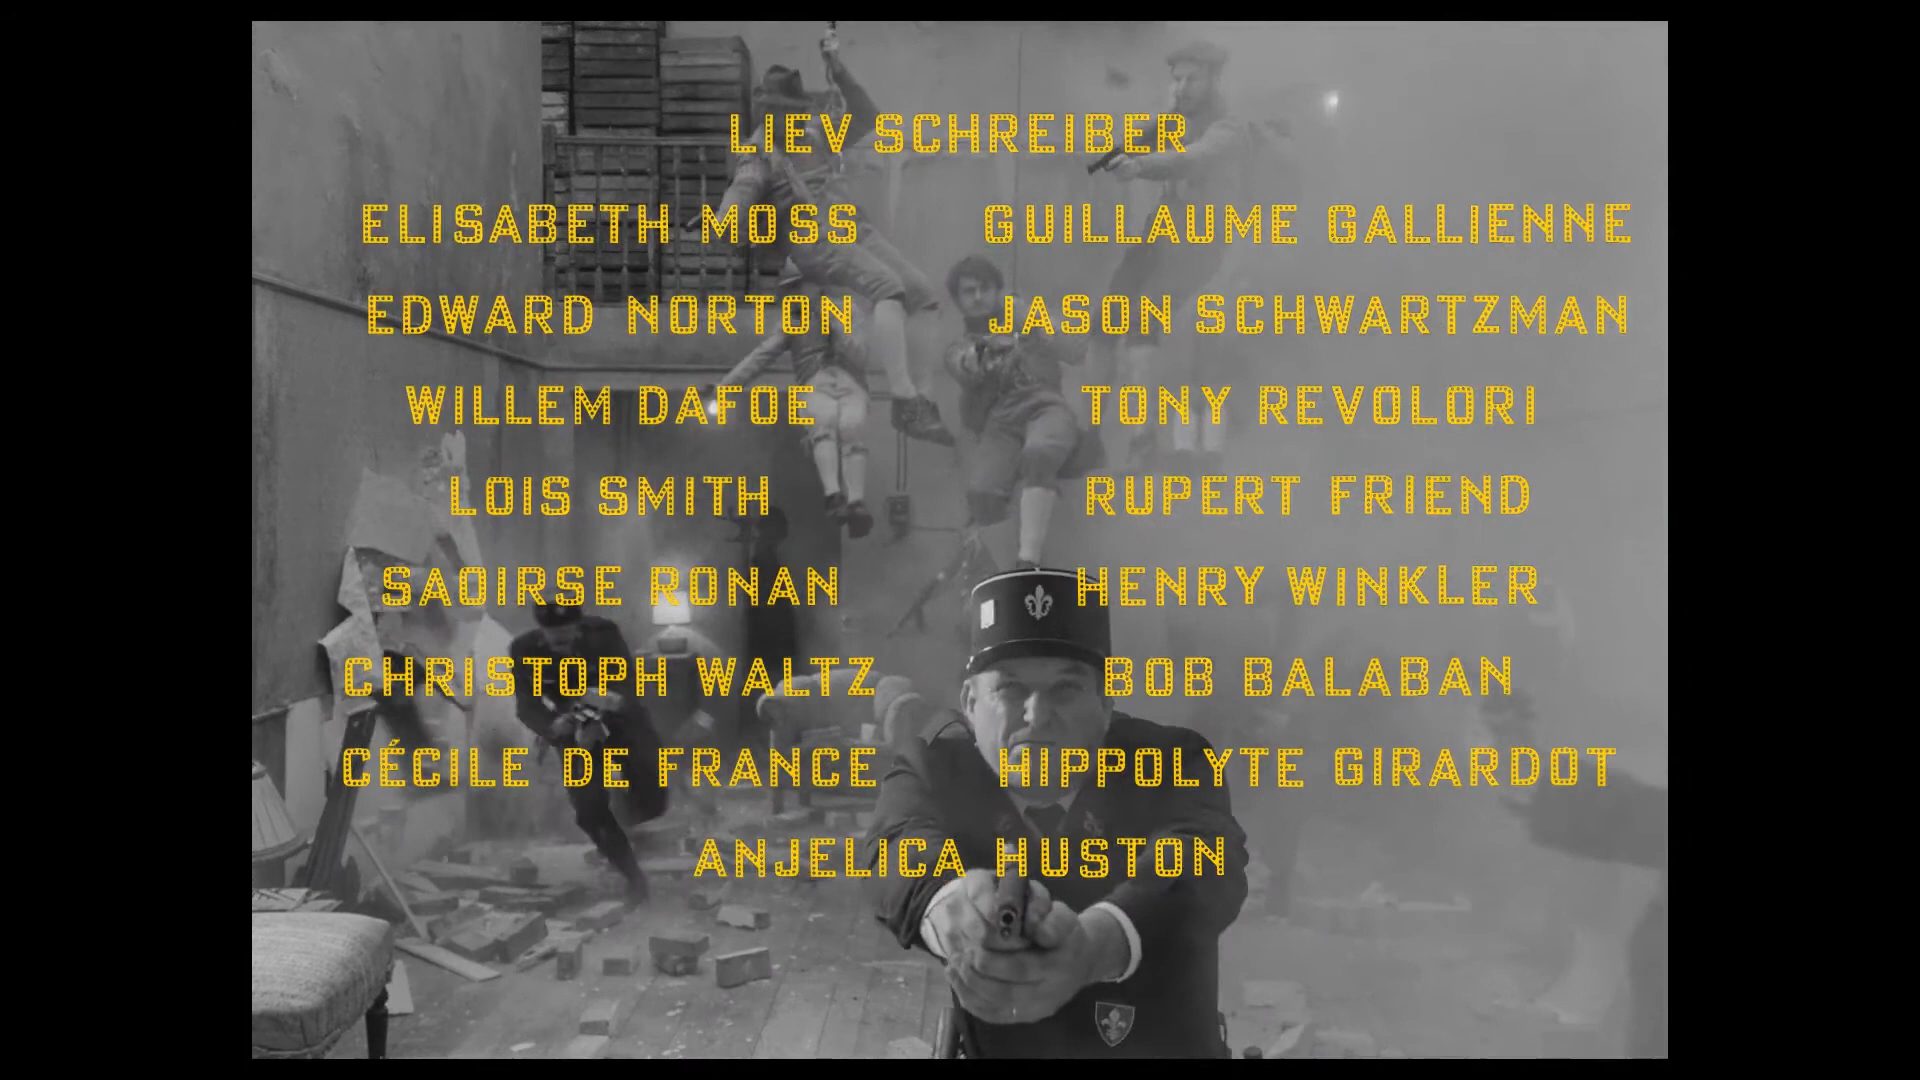 LIEV SCHREIBER
ELISABETH MOSS GUILLAUME GALLIENNE
EDWARD NORTON JASON SCHWARTZMAN
WILLEM DAFOE TONY REVOLORI
LOIS SMITH RUPERT FRIEND
SAOIRSE RONAN HENRY WINKLER
CHRISTOPH WALTZ BOB BALABAN
CÉCILE DE FRANCE HIPPOLYTE GIRARDOT
ANJELICA HUSTON